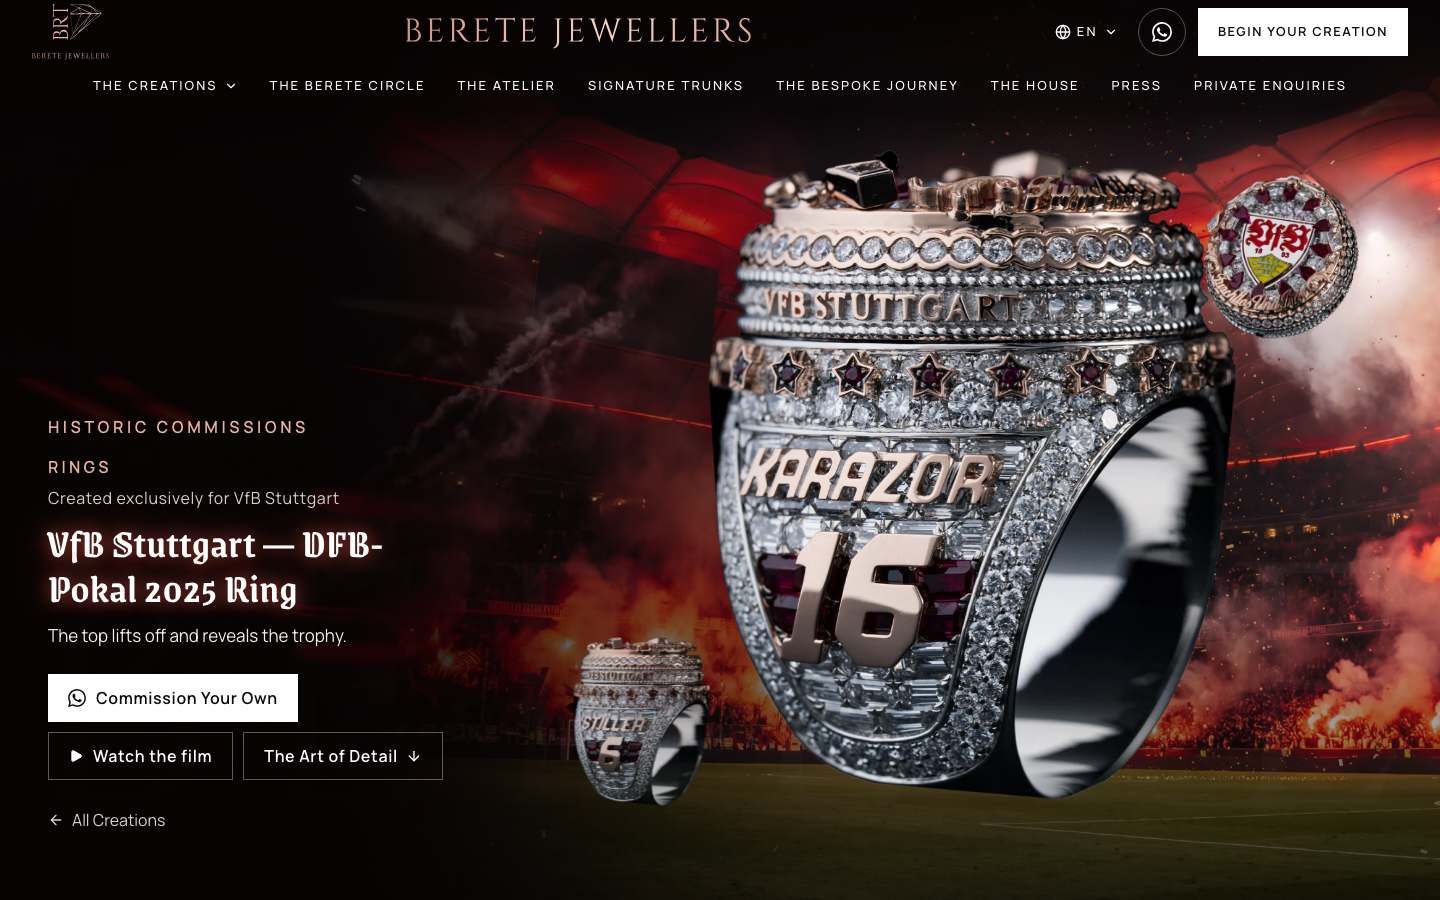 BRT
BERETE JEWELLERS
BERETE JEWELLERS
EN
BEGIN YOUR CREATION
THE CREATIONS
THE BERETE CIRCLE
THE ATELIER
SIGNATURE TRUNKS
THE BESPOKE JOURNEY
THE HOUSE
PRESS
PRIVATE ENQUIRIES
VFB STUTTGART
VfB
18 93
KARAZOR
16
STILLER
6
HISTORIC COMMISSIONS
RINGS
Created exclusively for VfB Stuttgart
VfB Stuttgart — DFB-
Pokal 2025 Ring
The top lifts off and reveals the trophy.
Commission Your Own
Watch the film
The Art of Detail
All Creations